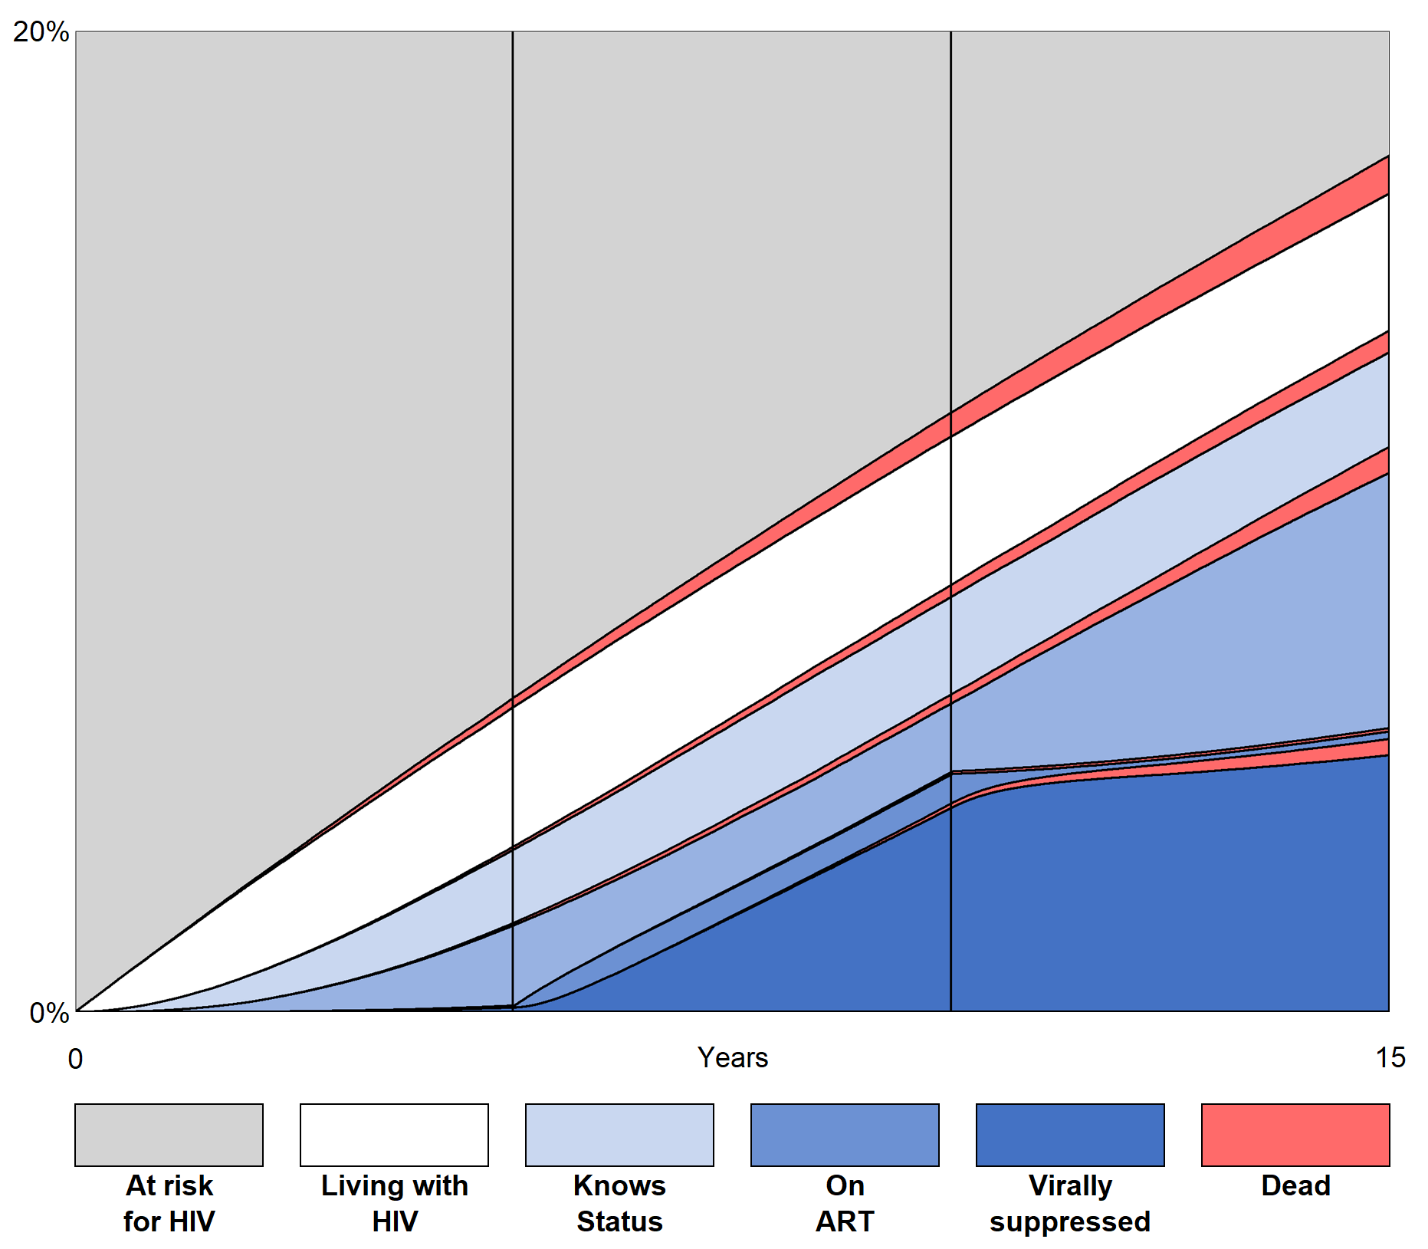 20%
0%
0
Years
15
At risk
for HIV
Living with
HIV
Knows
Status
On
ART
Virally
suppressed
Dead